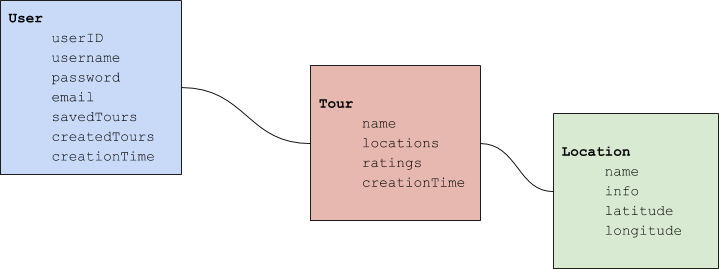 User
userID
username
password
email
savedTours
createdTours
creationTime
Tour
name
locations
ratings
creationTime
Location
name
info
latitude
longitude